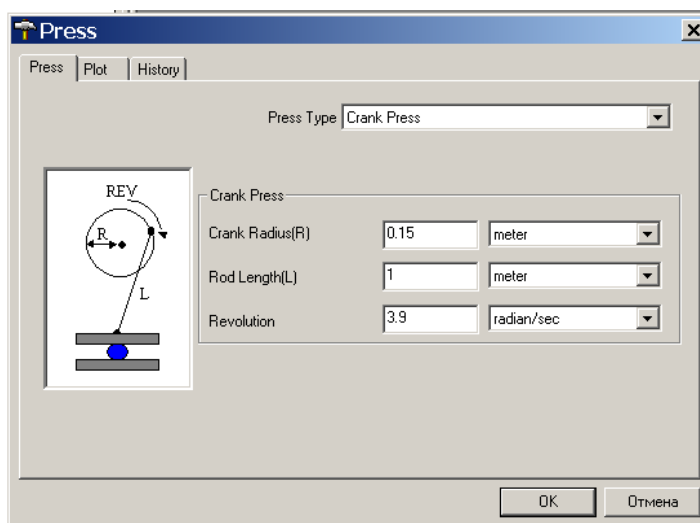 Press
Press Plot History
Press Type Crank Press
REV
R
L
Crank Press
Crank Radius(R) 0.15 meter
Rod Length(L) 1 meter
Revolution 3.9 radian/sec
OK Отмена